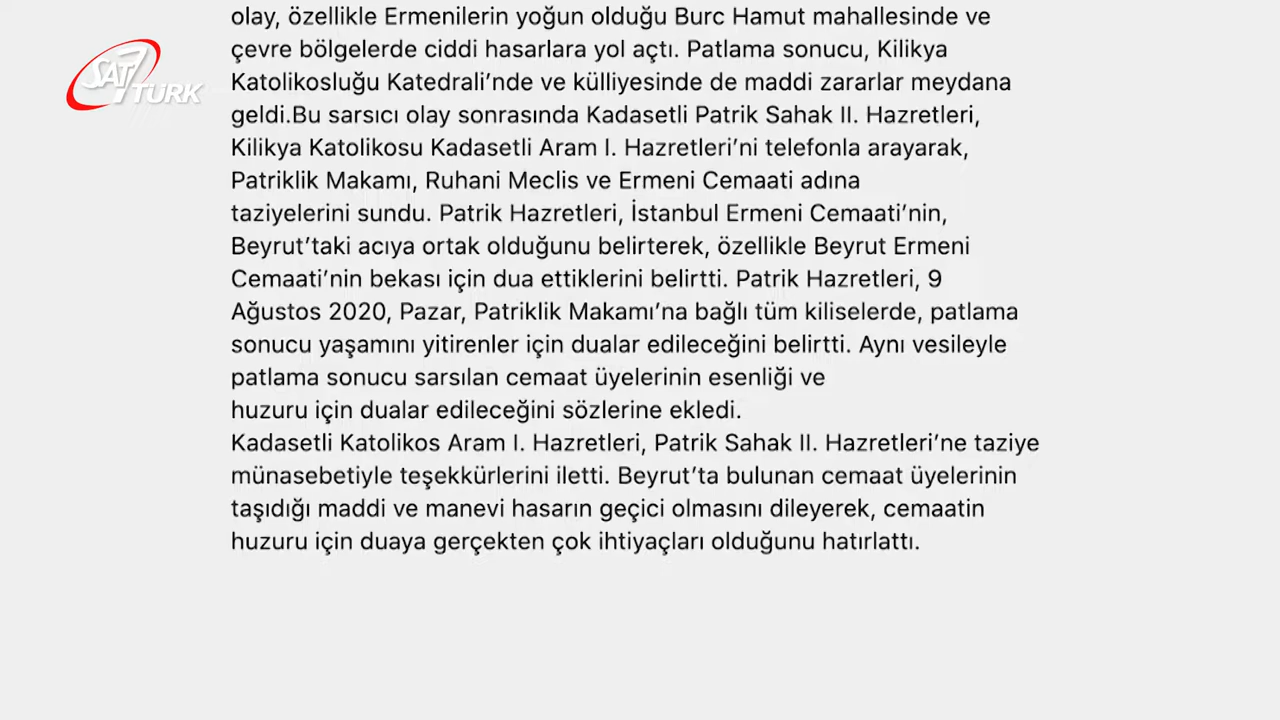 SAT 7 TÜRK
olay, özellikle Ermenilerin yoğun olduğu Burc Hamut mahallesinde ve
çevre bölgelerde ciddi hasarlara yol açtı. Patlama sonucu, Kilikya
Katolikosluğu Katedrali’nde ve külliyesinde de maddi zararlar meydana
geldi.Bu sarsıcı olay sonrasında Kadasetli Patrik Sahak II. Hazretleri,
Kilikya Katolikosu Kadasetli Aram I. Hazretleri’ni telefonla arayarak,
Patriklik Makamı, Ruhani Meclis ve Ermeni Cemaati adına
taziyelerini sundu. Patrik Hazretleri, İstanbul Ermeni Cemaati’nin,
Beyrut’taki acıya ortak olduğunu belirterek, özellikle Beyrut Ermeni
Cemaati’nin bekası için dua ettiklerini belirtti. Patrik Hazretleri, 9
Ağustos 2020, Pazar, Patriklik Makamı’na bağlı tüm kiliselerde, patlama
sonucu yaşamını yitirenler için dualar edileceğini belirtti. Aynı vesileyle
patlama sonucu sarsılan cemaat üyelerinin esenliği ve
huzuru için dualar edileceğini sözlerine ekledi.
Kadasetli Katolikos Aram I. Hazretleri, Patrik Sahak II. Hazretleri’ne taziye
münasebetiyle teşekkürlerini iletti. Beyrut’ta bulunan cemaat üyelerinin
taşıdığı maddi ve manevi hasarın geçici olmasını dileyerek, cemaatin
huzuru için duaya gerçekten çok ihtiyaçları olduğunu hatırlattı.